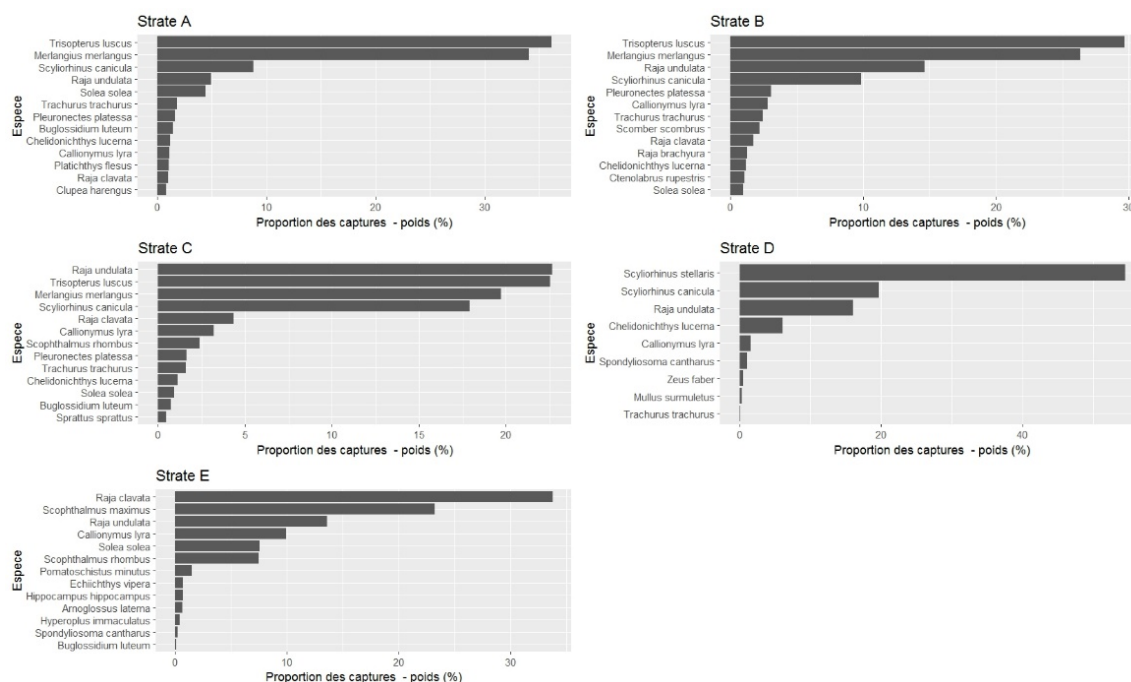 Strate A
Espece
Trisopterus luscus
Merlangius merlangus
Scyliorhinus canicula
Raja undulata
Solea solea
Trachurus trachurus
Pleuronectes platessa
Buglossidium luteum
Chelidonichthys lucerna
Callionymus lyra
Platichthys flesus
Raja clavata
Clupea harengus
0 10 20 30
Proportion des captures - poids (%)
Strate B
Espece
Trisopterus luscus
Merlangius merlangus
Raja undulata
Scyliorhinus canicula
Pleuronectes platessa
Callionymus lyra
Trachurus trachurus
Scomber scombrus
Raja clavata
Raja brachyura
Chelidonichthys lucerna
Ctenolabrus rupestris
Solea solea
0 10 20 30
Proportion des captures - poids (%)
Strate C
Espece
Raja undulata
Trisopterus luscus
Merlangius merlangus
Scyliorhinus canicula
Raja clavata
Callionymus lyra
Scophthalmus rhombus
Pleuronectes platessa
Trachurus trachurus
Chelidonichthys lucerna
Solea solea
Buglossidium luteum
Sprattus sprattus
0 5 10 15 20
Proportion des captures - poids (%)
Strate D
Espece
Scyliorhinus stellaris
Scyliorhinus canicula
Raja undulata
Chelidonichthys lucerna
Callionymus lyra
Spondyliosoma cantharus
Zeus faber
Mullus surmuletus
Trachurus trachurus
0 20 40
Proportion des captures - poids (%)
Strate E
Espece
Raja clavata
Scophthalmus maximus
Raja undulata
Callionymus lyra
Solea solea
Scophthalmus rhombus
Pomatoschistus minutus
Echiichthys vipera
Hippocampus hippocampus
Arnoglossus laterna
Hyperoplus immaculatus
Spondyliosoma cantharus
Buglossidium luteum
0 10 20 30
Proportion des captures - poids (%)